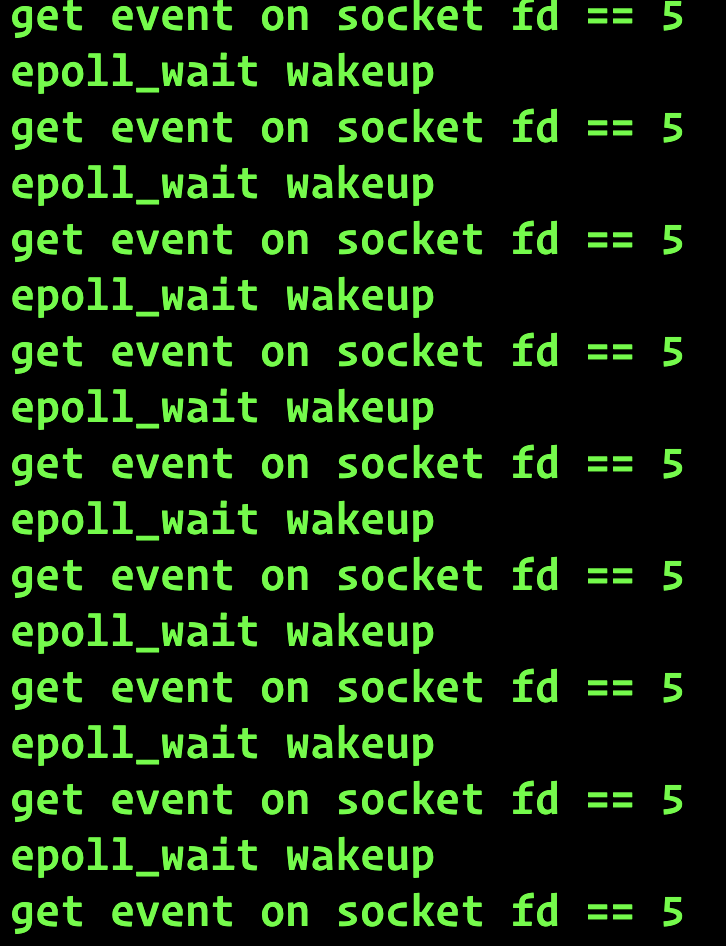 get event on socket fd == 5
epoll_wait wakeup
get event on socket fd == 5
epoll_wait wakeup
get event on socket fd == 5
epoll_wait wakeup
get event on socket fd == 5
epoll_wait wakeup
get event on socket fd == 5
epoll_wait wakeup
get event on socket fd == 5
epoll_wait wakeup
get event on socket fd == 5
epoll_wait wakeup
get event on socket fd == 5
epoll_wait wakeup
get event on socket fd == 5